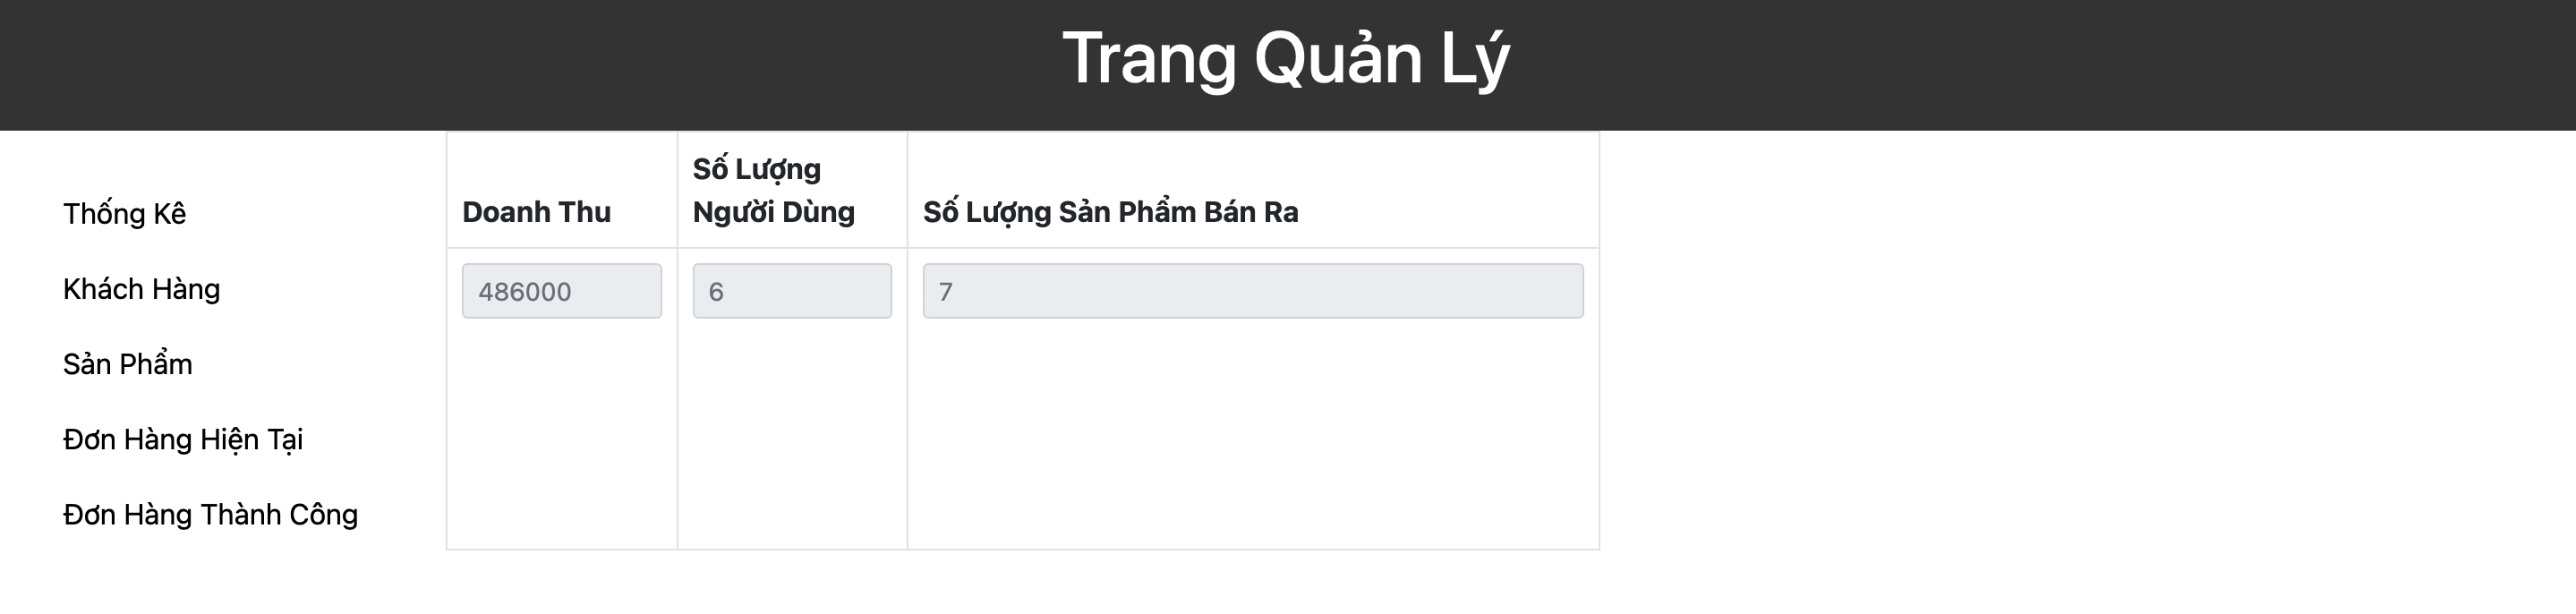 Trang Quản Lý
Thống Kê
Khách Hàng
Sản Phẩm
Đơn Hàng Hiện Tại
Đơn Hàng Thành Công
Doanh Thu
Số Lượng
Người Dùng
Số Lượng Sản Phẩm Bán Ra
486000
6
7